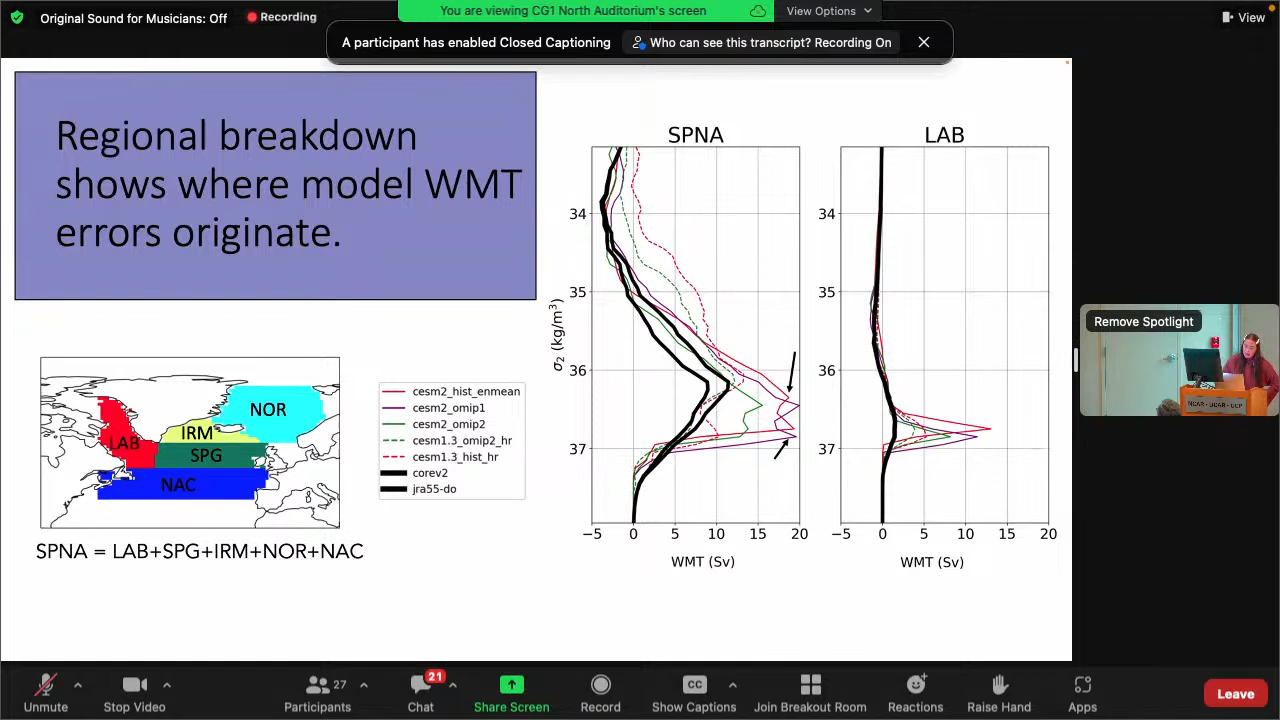 Original Sound for Musicians: Off
Recording
You are viewing CG1 North Auditorium's screen
View Options
View
A participant has enabled Closed Captioning
Who can see this transcript? Recording On
Regional breakdown
shows where model WMT
errors originate.
NOR
LAB
IRM
SPG
NAC
SPNA = LAB+SPG+IRM+NOR+NAC
cesm2_hist_enmean
cesm2_omip1
cesm2_omip2
cesm1.3_omip2_hr
cesm1.3_hist_hr
corev2
jra55-do
SPNA
34
35
36
37
σ₂ (kg/m³)
−5 0 5 10 15 20
WMT (Sv)
LAB
34
35
36
37
−5 0 5 10 15 20
WMT (Sv)
Remove Spotlight
NCAR - UCAR - UCP
Unmute
Stop Video
27
Participants
21
Chat
Share Screen
Record
CC
Show Captions
Join Breakout Room
Reactions
Raise Hand
Apps
Leave